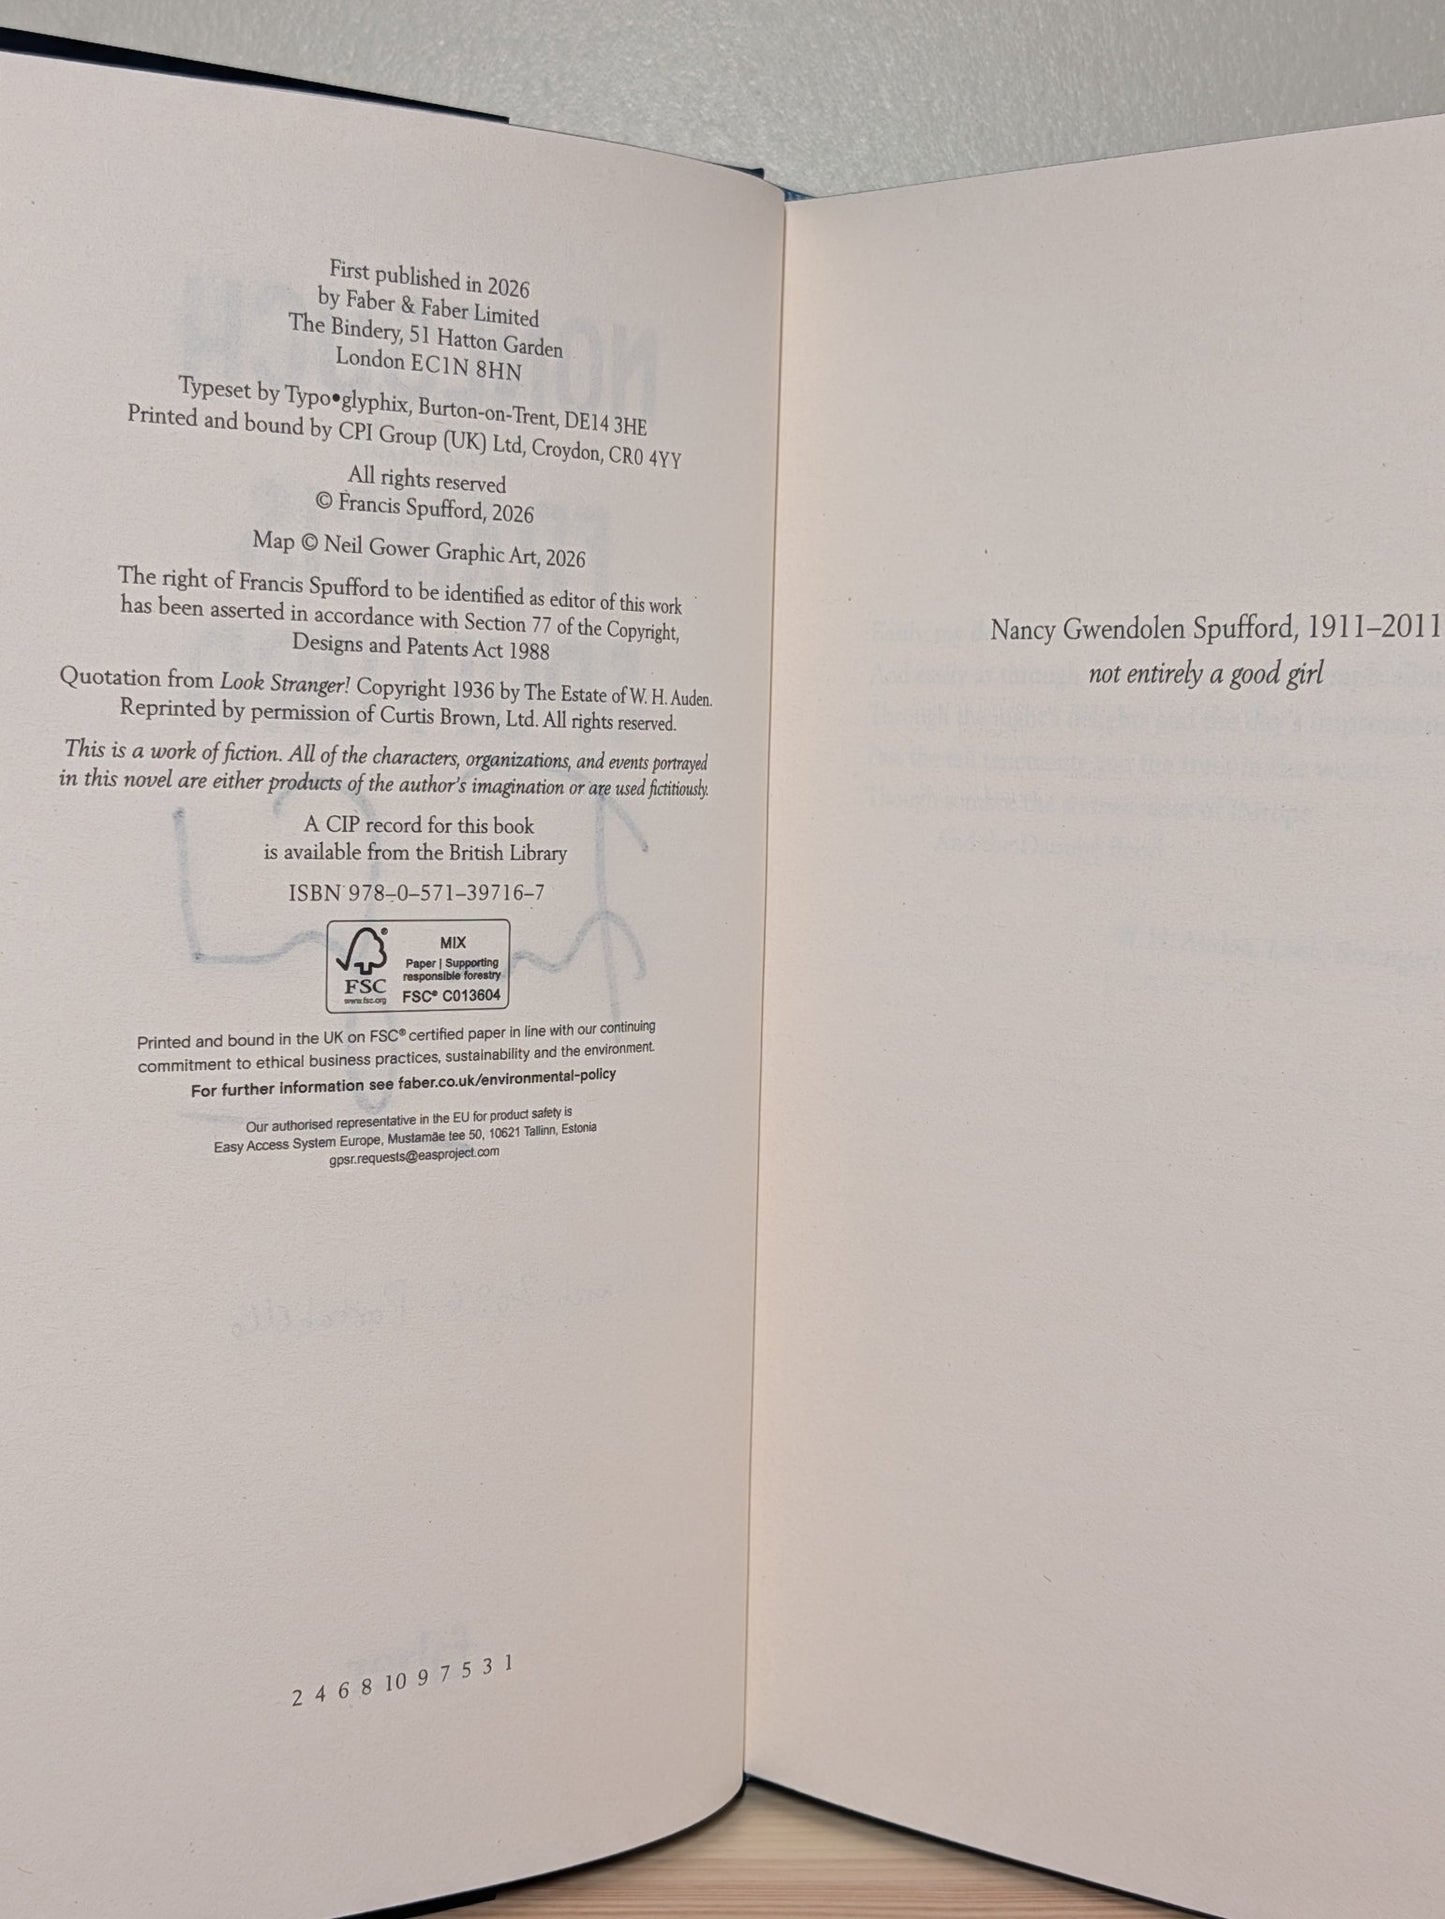 First published in 2026
by Faber & Faber Limited
The Bindery, 51 Hatton Garden
London EC1N 8HN
Typeset by Typo•glyphix, Burton-on-Trent, DE14 3HE
Printed and bound by CPI Group (UK) Ltd, Croydon, CR0 4YY
All rights reserved
© Francis Spufford, 2026
Map © Neil Gower Graphic Art, 2026
The right of Francis Spufford to be identified as editor of this work
has been asserted in accordance with Section 77 of the Copyright,
Designs and Patents Act 1988
Quotation from Look Stranger! Copyright 1936 by The Estate of W. H. Auden.
Reprinted by permission of Curtis Brown, Ltd. All rights reserved.
This is a work of fiction. All of the characters, organizations, and events portrayed
in this novel are either products of the author's imagination or are used fictitiously.
A CIP record for this book
is available from the British Library
ISBN 978–0–571–39716–7
FSC
www.fsc.org
MIX
Paper | Supporting
responsible forestry
FSC® C013604
Printed and bound in the UK on FSC® certified paper in line with our continuing
commitment to ethical business practices, sustainability and the environment.
For further information see faber.co.uk/environmental-policy
Our authorised representative in the EU for product safety is
Easy Access System Europe, Mustamäe tee 50, 10621 Tallinn, Estonia
gpsr.requests@easproject.com
2 4 6 8 10 9 7 5 3 1
Nancy Gwendolen Spufford, 1911–2011
not entirely a good girl